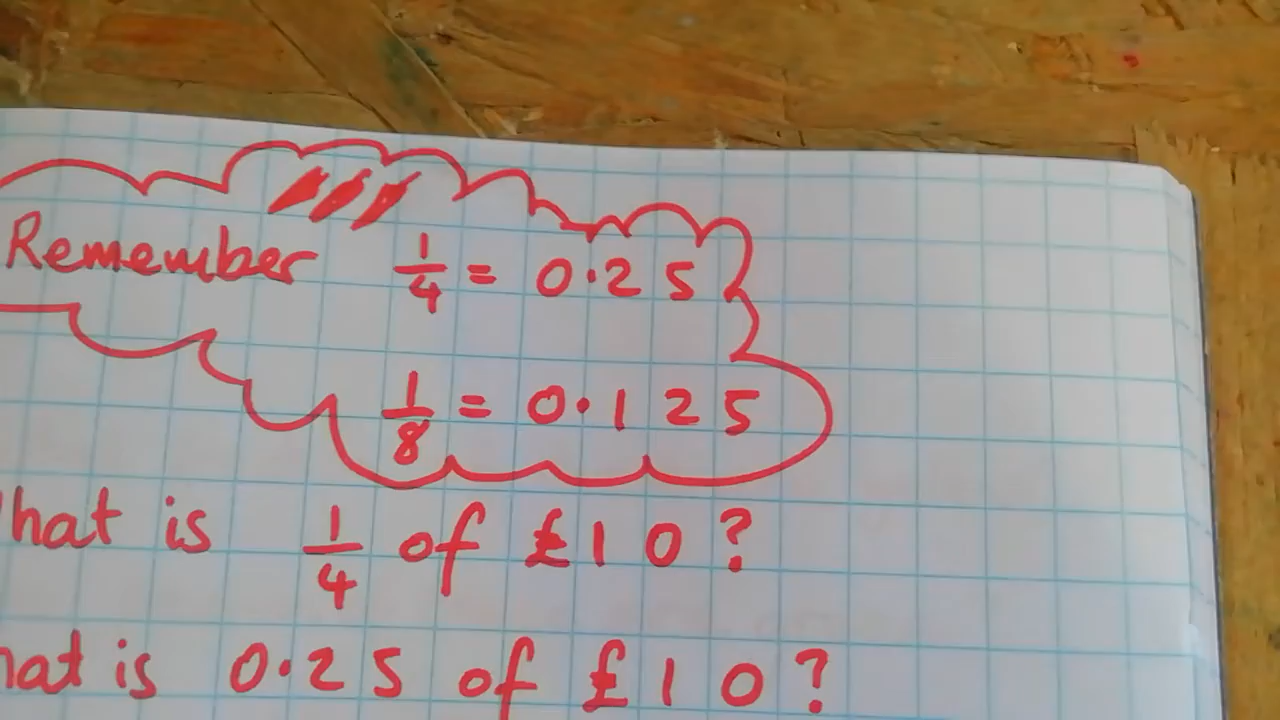 Remember 1/4 = 0.25
1/8 = 0.125
hat is 1/4 of £10?
hat is 0.25 of £10?